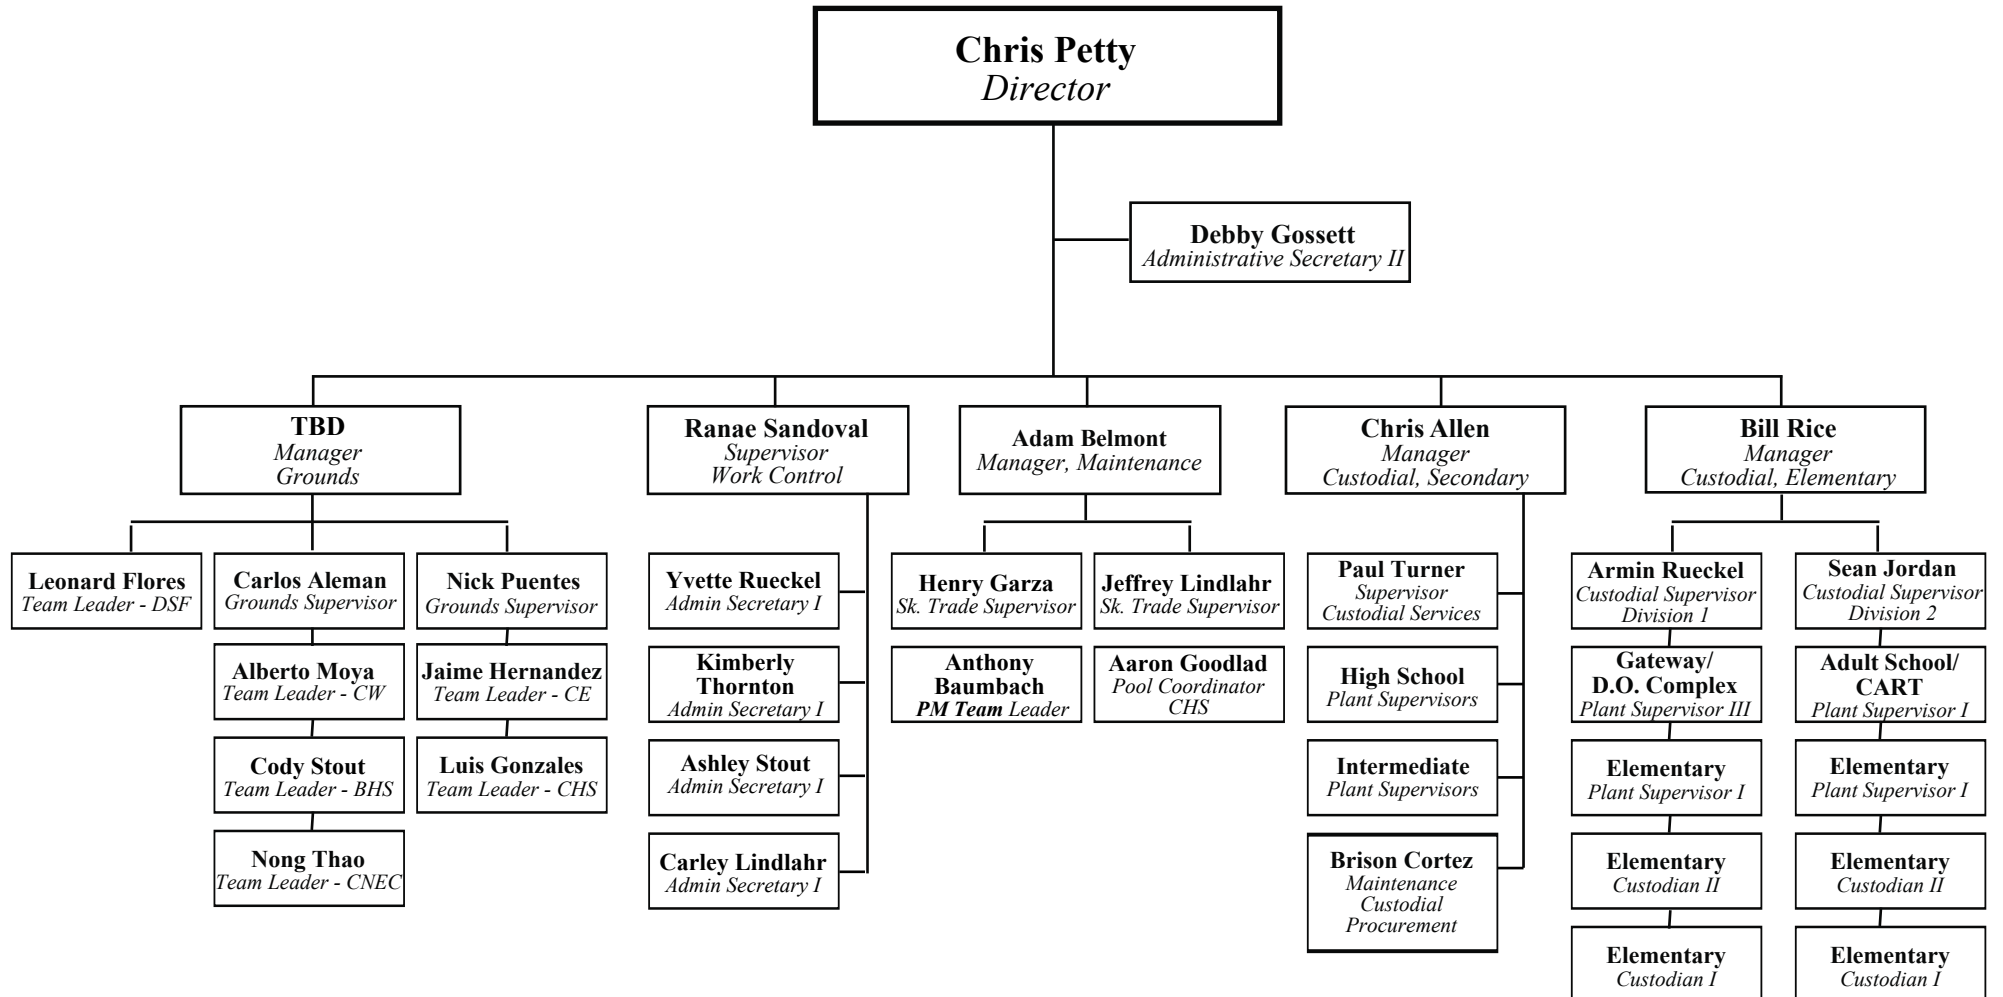 Chris Petty
Director
Debby Gossett
Administrative Secretary II
TBD
Manager
Grounds
Ranae Sandoval
Supervisor
Work Control
Adam Belmont
Manager, Maintenance
Chris Allen
Manager
Custodial, Secondary
Bill Rice
Manager
Custodial, Elementary
Leonard Flores
Team Leader - DSF
Carlos Aleman
Grounds Supervisor
Alberto Moya
Team Leader - CW
Cody Stout
Team Leader - BHS
Nong Thao
Team Leader - CNEC
Nick Puentes
Grounds Supervisor
Jaime Hernandez
Team Leader - CE
Luis Gonzales
Team Leader - CHS
Yvette Rueckel
Admin Secretary I
Kimberly
Thornton
Admin Secretary I
Ashley Stout
Admin Secretary I
Carley Lindlahr
Admin Secretary I
Henry Garza
Sk. Trade Supervisor
Anthony
Baumbach
PM Team Leader
Jeffrey Lindlahr
Sk. Trade Supervisor
Aaron Goodlad
Pool Coordinator
CHS
Paul Turner
Supervisor
Custodial Services
High School
Plant Supervisors
Intermediate
Plant Supervisors
Brison Cortez
Maintenance
Custodial
Procurement
Armin Rueckel
Custodial Supervisor
Division 1
Gateway/
D.O. Complex
Plant Supervisor III
Elementary
Plant Supervisor I
Elementary
Custodian II
Elementary
Custodian I
Sean Jordan
Custodial Supervisor
Division 2
Adult School/
CART
Plant Supervisor I
Elementary
Plant Supervisor I
Elementary
Custodian II
Elementary
Custodian I